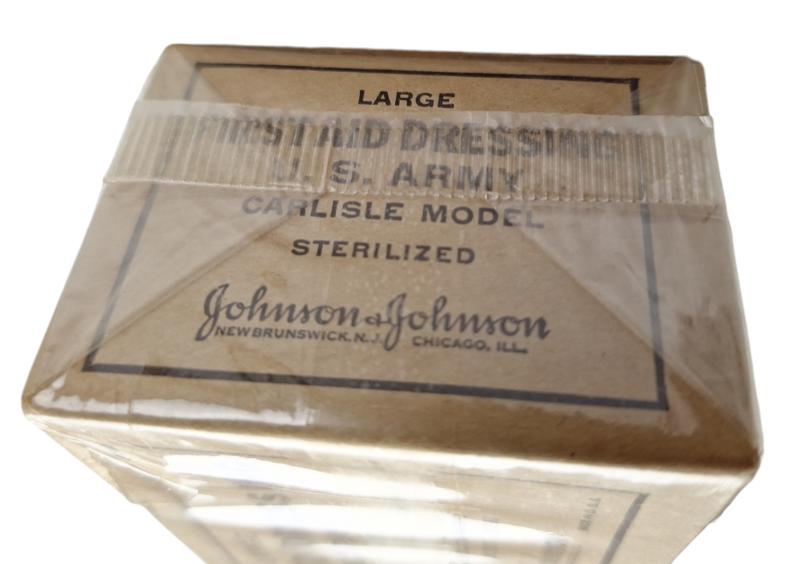 LARGE
FIRST AID DRESSING
U. S. ARMY
CARLISLE MODEL
STERILIZED
Johnson & Johnson
NEW BRUNSWICK, N. J. CHICAGO, ILL.